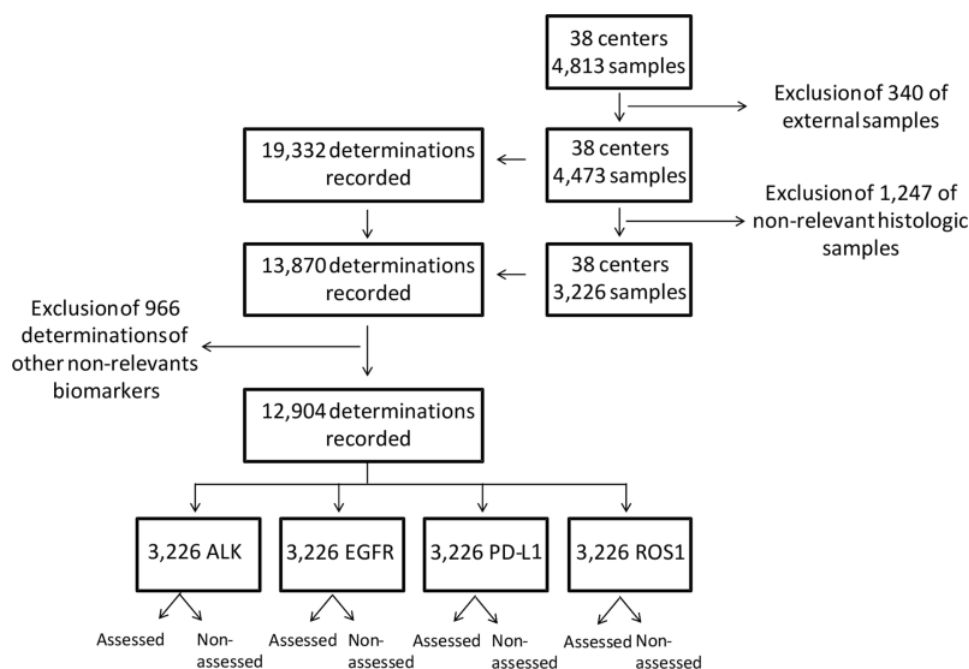 38 centers
4,813 samples
Exclusion of 340 of
external samples
19,332 determinations
recorded
38 centers
4,473 samples
Exclusion of 1,247 of
non-relevant histologic
samples
13,870 determinations
recorded
38 centers
3,226 samples
Exclusion of 966
determinations of
other non-relevants
biomarkers
12,904 determinations
recorded
3,226 ALK
3,226 EGFR
3,226 PD-L1
3,226 ROS1
Assessed
Non-
assessed
Assessed
Non-
assessed
Assessed
Non-
assessed
Assessed
Non-
assessed